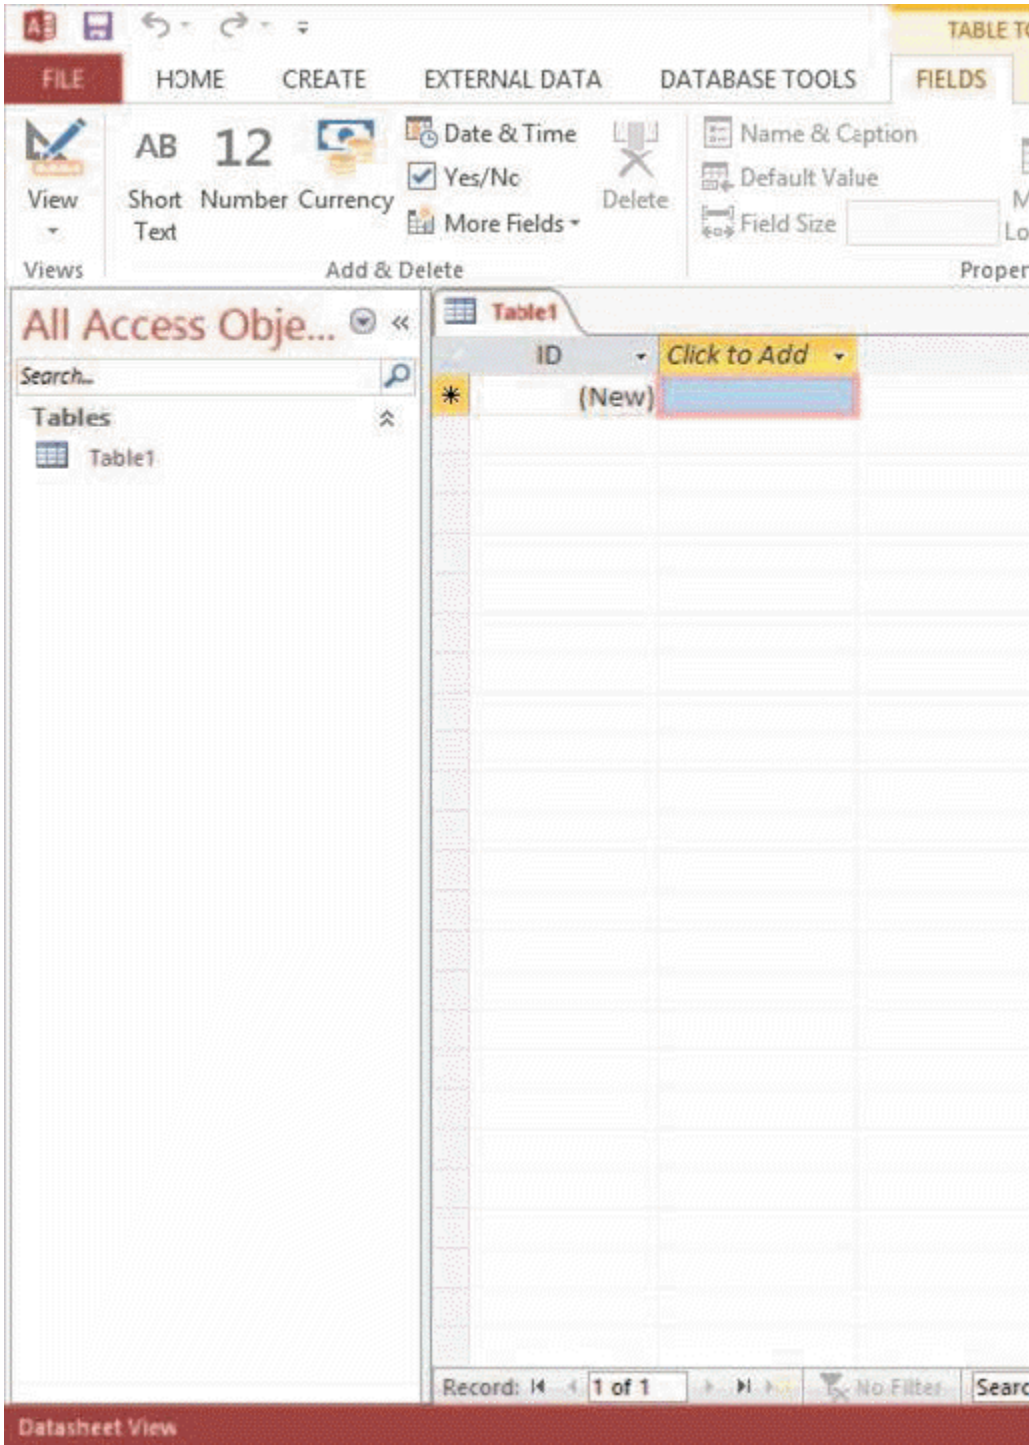 TABLE TO
FILE HOME CREATE EXTERNAL DATA DATABASE TOOLS FIELDS
View
Views
AB
Short
Text
12
Number
Currency
Date & Time
Yes/No
More Fields
Delete
Add & Delete
Name & Caption
Default Value
Field Size
M
Lo
Proper
All Access Obje...
Search...
Tables
Table1
Table1
ID Click to Add
(New)
Record: 1 of 1 No Filter Searc
Datasheet View